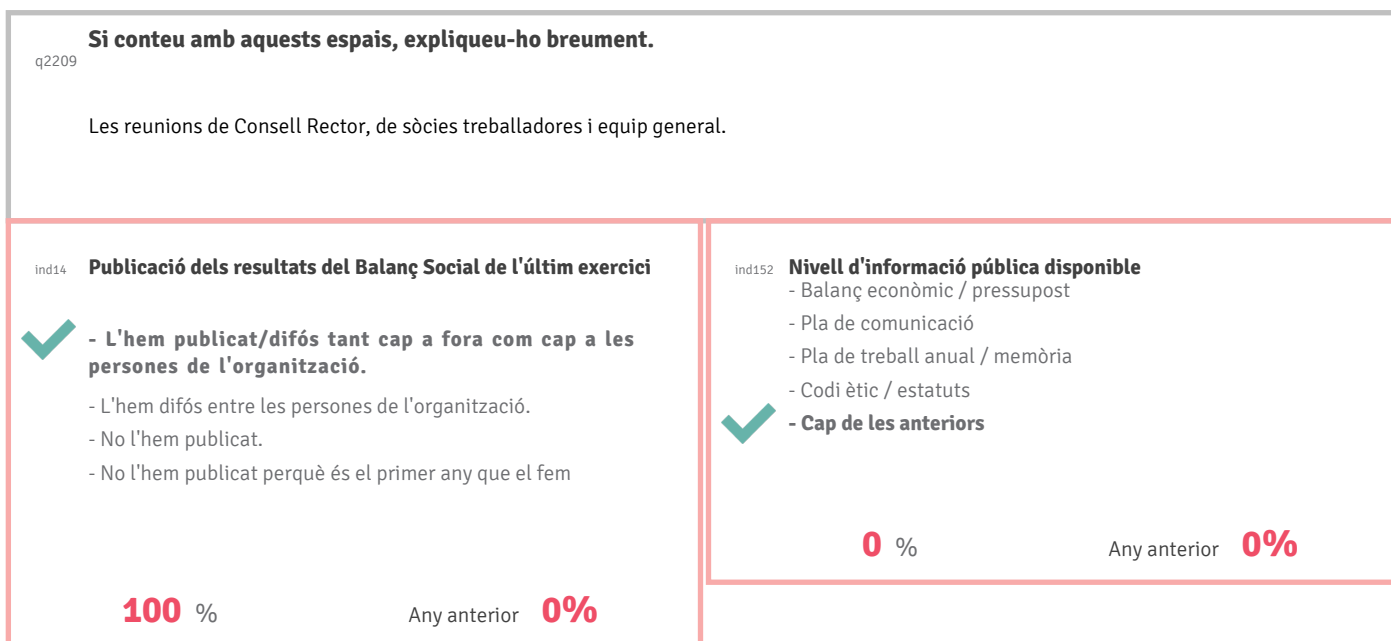 Si conteu amb aquests espais, expliqueu-ho breument.
q2209
Les reunions de Consell Rector, de sòcies treballadores i equip general.
ind14 Publicació dels resultats del Balanç Social de l'últim exercici
- L'hem publicat/difós tant cap a fora com cap a les
persones de l'organització.
- L'hem difós entre les persones de l'organització.
- No l'hem publicat.
- No l'hem publicat perquè és el primer any que el fem
100 % Any anterior 0%
ind152 Nivell d'informació pública disponible
- Balanç econòmic / pressupost
- Pla de comunicació
- Pla de treball anual / memòria
- Codi ètic / estatuts
- Cap de les anteriors
0 % Any anterior 0%